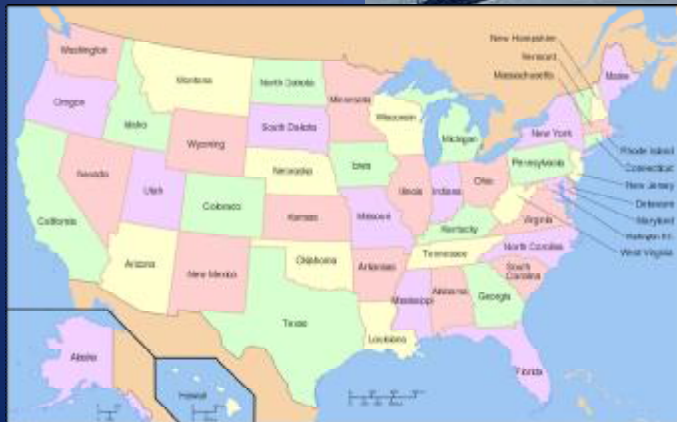 New Hampshire
Vermont
Massachusetts
Washington
Montana
North Dakota
Minnesota
Maine
Oregon
Idaho
South Dakota
Wisconsin
Michigan
New York
Wyoming
Rhode Island
Connecticut
Nevada
Nebraska
Iowa
Pennsylvania
New Jersey
Utah
Colorado
Illinois
Indiana
Ohio
Delaware
California
Kansas
Missouri
Virginia
Maryland
Kentucky
West Virginia
Arizona
New Mexico
Oklahoma
Tennessee
North Carolina
Arkansas
South
Carolina
Mississippi
Alabama
Georgia
Texas
Louisiana
Alaska
Hawaii
Florida